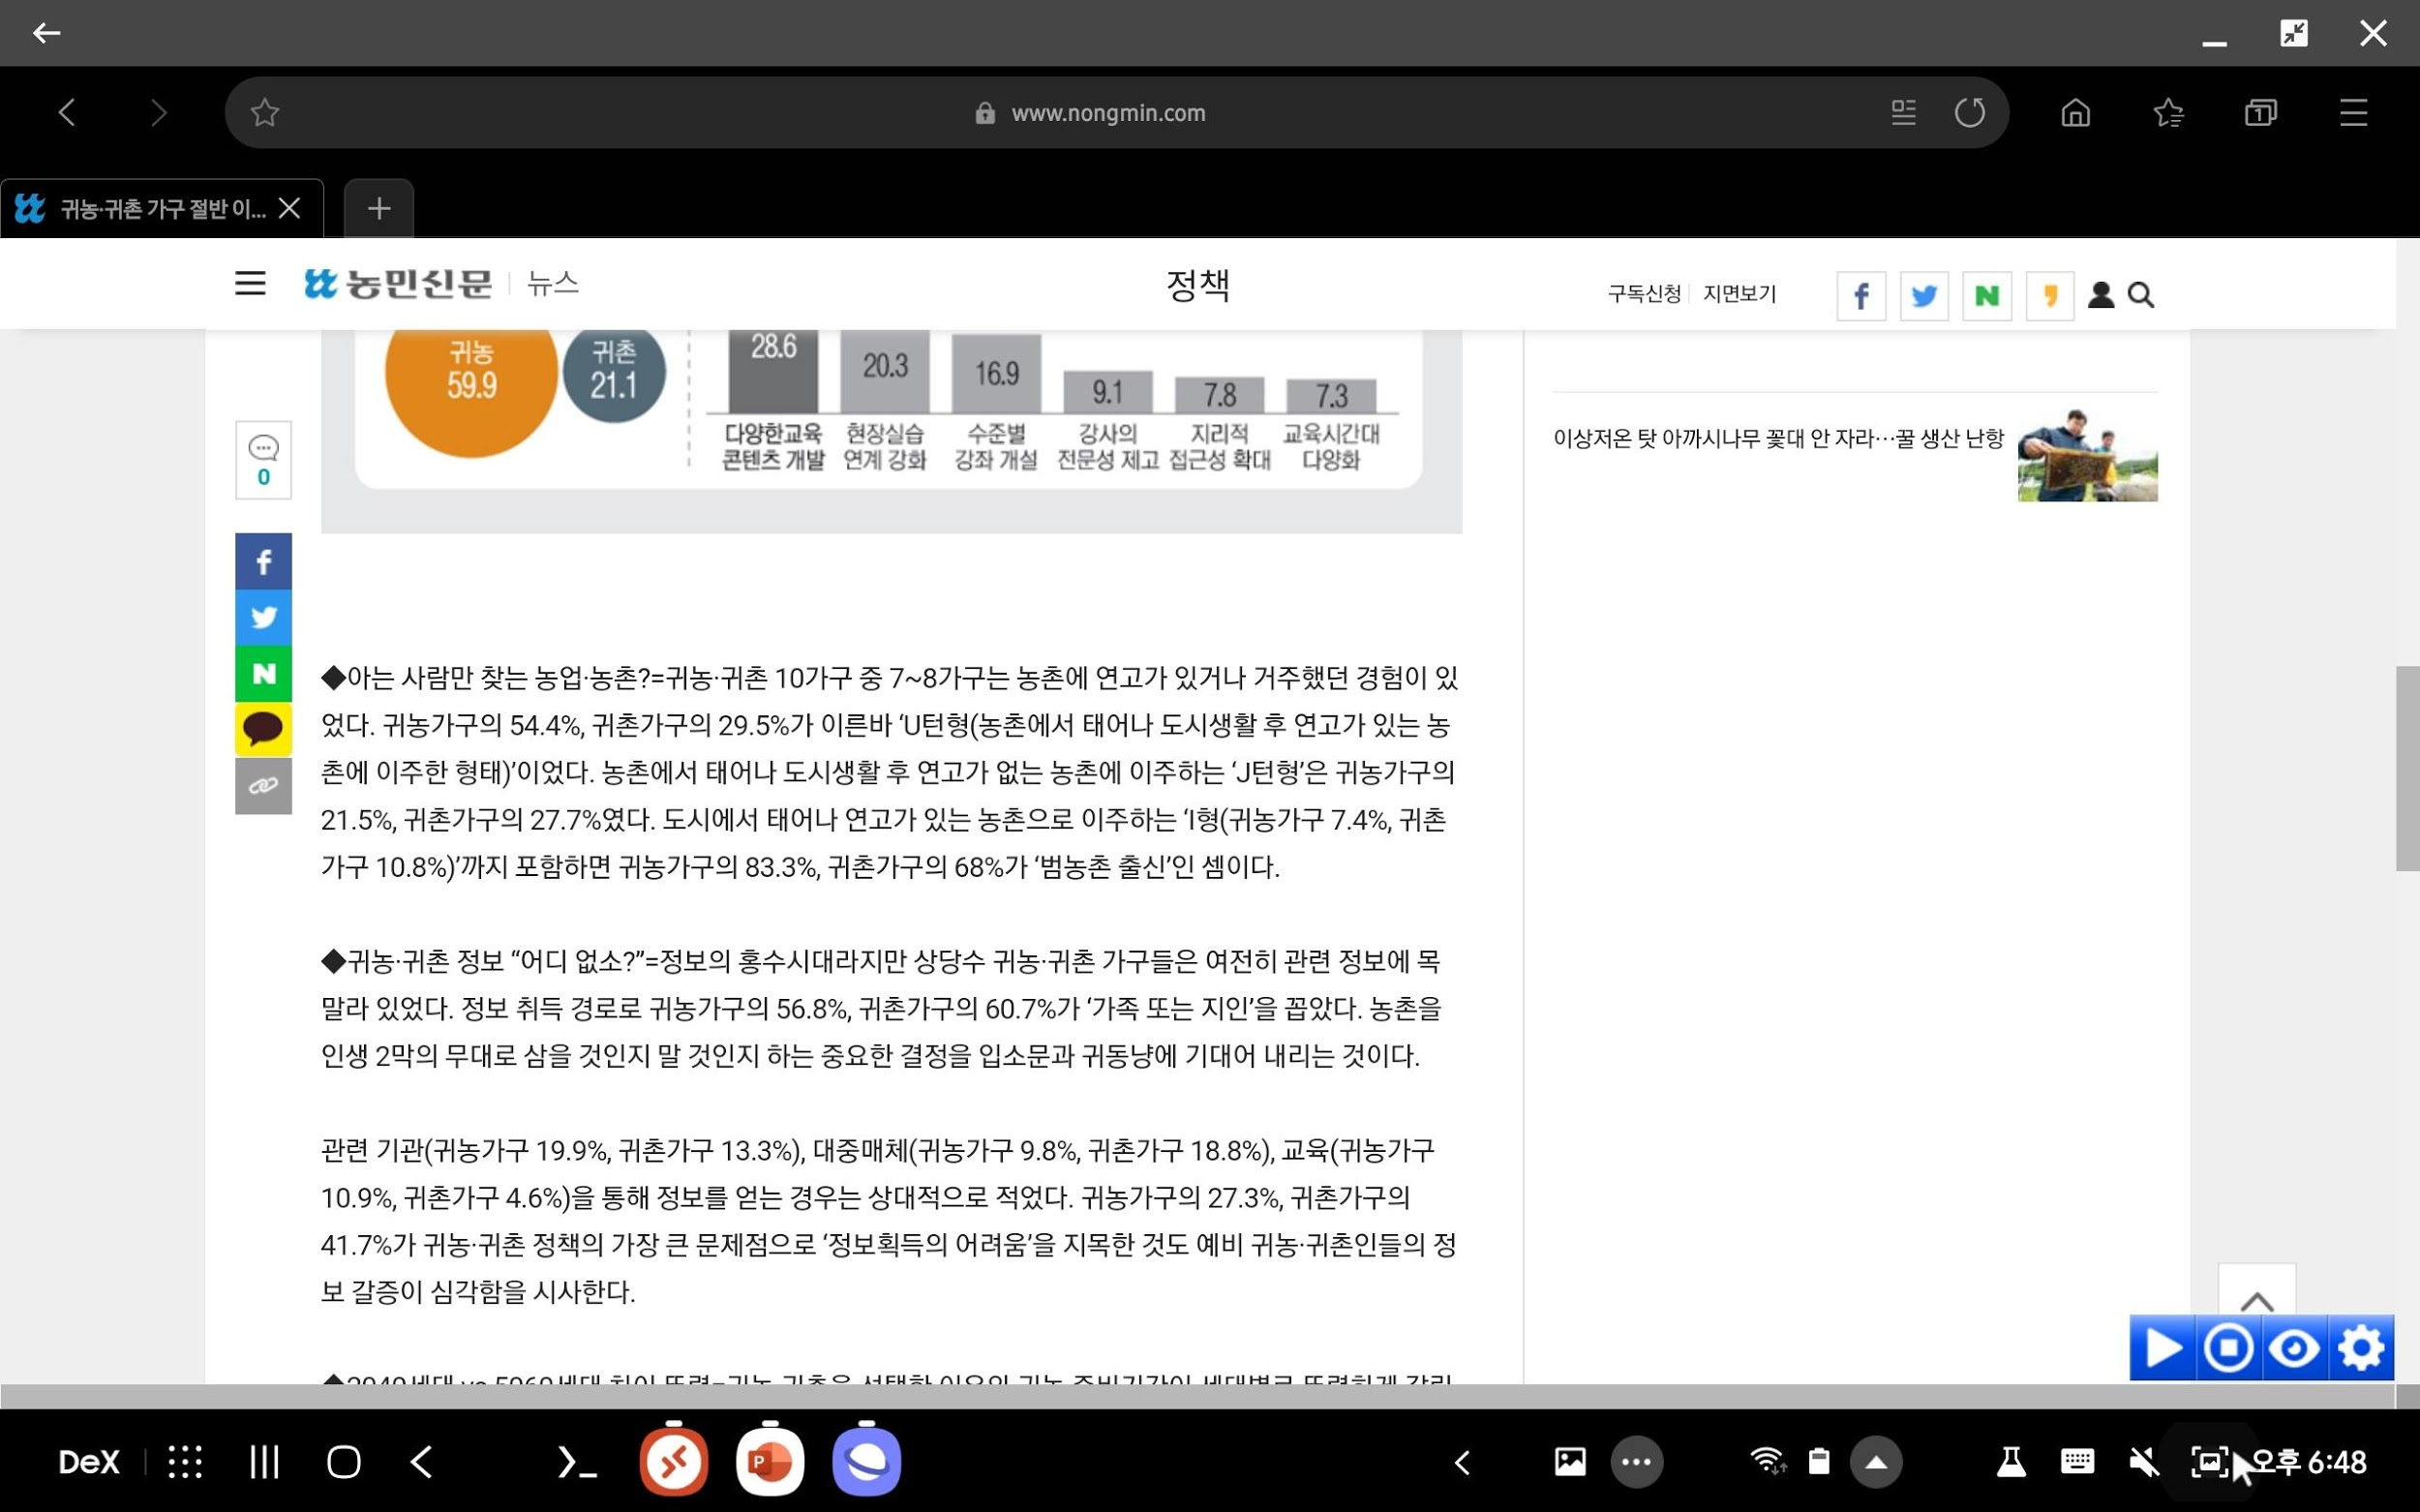 www.nongmin.com
귀농·귀촌 가구 절반 이...
농민신문 뉴스
정책
구독신청 지면보기
귀농
59.9
귀촌
21.1
28.6
20.3
16.9
9.1
7.8
7.3
다양한교육
콘텐츠 개발
현장실습
연계 강화
수준별
강좌 개설
강사의
전문성 제고
지리적
접근성 확대
교육시간대
다양화
이상저온 탓 아까시나무 꽃대 안 자라…꿀 생산 난항
0
◆아는 사람만 찾는 농업·농촌?=귀농·귀촌 10가구 중 7~8가구는 농촌에 연고가 있거나 거주했던 경험이 있
었다. 귀농가구의 54.4%, 귀촌가구의 29.5%가 이른바 ‘U턴형(농촌에서 태어나 도시생활 후 연고가 있는 농
촌에 이주한 형태)’이었다. 농촌에서 태어나 도시생활 후 연고가 없는 농촌에 이주하는 ‘J턴형’은 귀농가구의
21.5%, 귀촌가구의 27.7%였다. 도시에서 태어나 연고가 있는 농촌으로 이주하는 ‘I형(귀농가구 7.4%, 귀촌
가구 10.8%)’까지 포함하면 귀농가구의 83.3%, 귀촌가구의 68%가 ‘범농촌 출신’인 셈이다.
◆귀농·귀촌 정보 “어디 없소?”=정보의 홍수시대라지만 상당수 귀농·귀촌 가구들은 여전히 관련 정보에 목
말라 있었다. 정보 취득 경로로 귀농가구의 56.8%, 귀촌가구의 60.7%가 ‘가족 또는 지인’을 꼽았다. 농촌을
인생 2막의 무대로 삼을 것인지 말 것인지 하는 중요한 결정을 입소문과 귀동냥에 기대어 내리는 것이다.
관련 기관(귀농가구 19.9%, 귀촌가구 13.3%), 대중매체(귀농가구 9.8%, 귀촌가구 18.8%), 교육(귀농가구
10.9%, 귀촌가구 4.6%)을 통해 정보를 얻는 경우는 상대적으로 적었다. 귀농가구의 27.3%, 귀촌가구의
41.7%가 귀농·귀촌 정책의 가장 큰 문제점으로 ‘정보획득의 어려움’을 지목한 것도 예비 귀농·귀촌인들의 정
보 갈증이 심각함을 시사한다.
DeX
오후 6:48